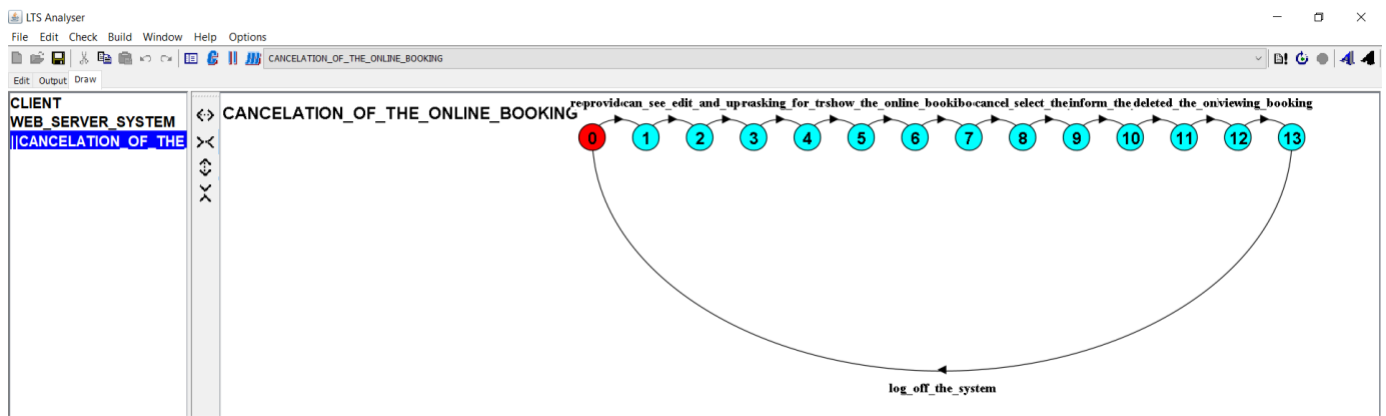 LTS Analyser
File Edit Check Build Window Help Options
CANCELATION_OF_THE_ONLINE_BOOKING
Edit Output Draw
CLIENT
WEB_SERVER_SYSTEM
||CANCELATION_OF_THE
CANCELATION_OF_THE_ONLINE_BOOKING
can_see_edit_and_up asking_for_tr show_the_online_booki cancel_select_the inform_the deleted_the_on viewing_booking
0 1 2 3 4 5 6 7 8 9 10 11 12 13
log_off_the_system